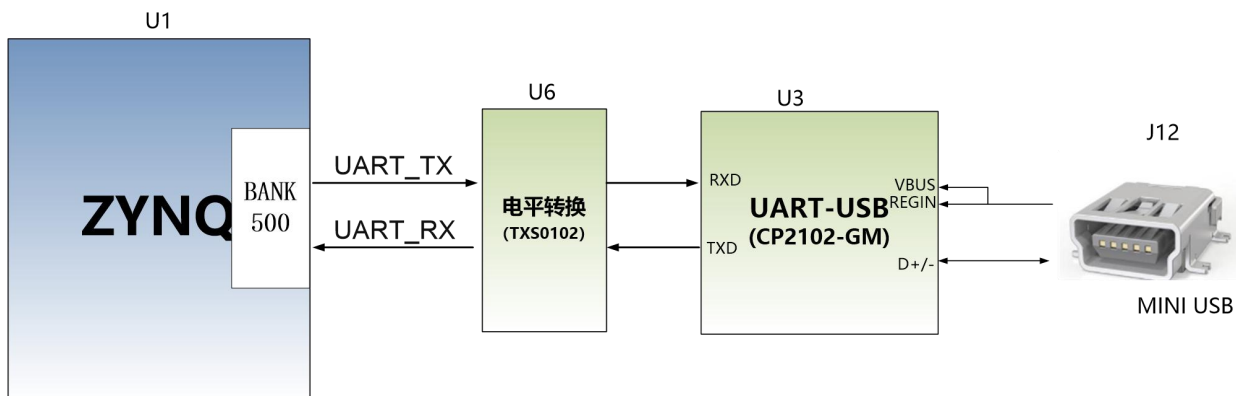 U1
ZYNQ
BANK
500
UART_TX
UART_RX
U6
电平转换
(TXS0102)
U3
RXD
TXD
UART-USB
(CP2102-GM)
VBUS
REGIN
D+/-
J12
MINI USB